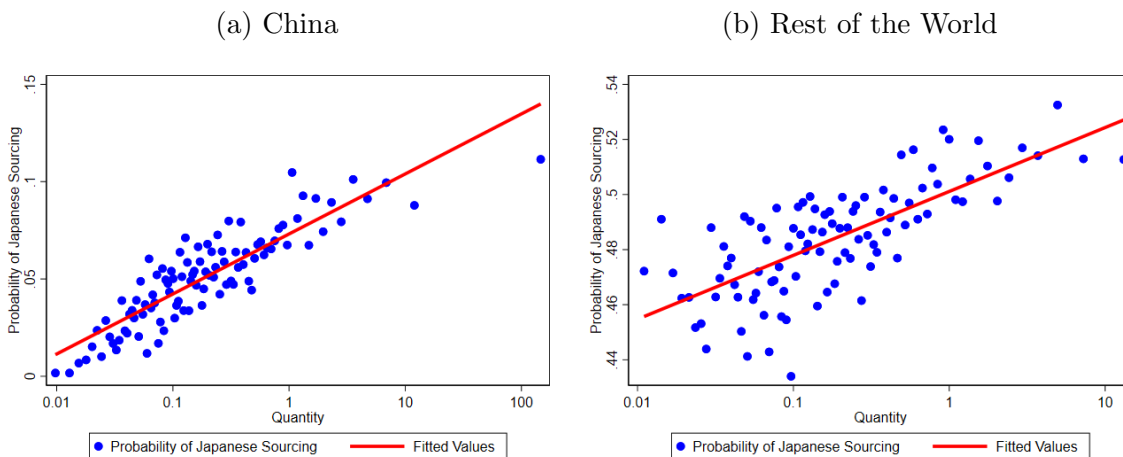 (a) China
(b) Rest of the World
Probability of Japanese Sourcing
.15
.1
.05
0
0.01 0.1 1 10 100
Quantity
Probability of Japanese Sourcing Fitted Values
Probability of Japanese Sourcing
.54
.52
.5
.48
.46
.44
0.01 0.1 1 10
Quantity
Probability of Japanese Sourcing Fitted Values